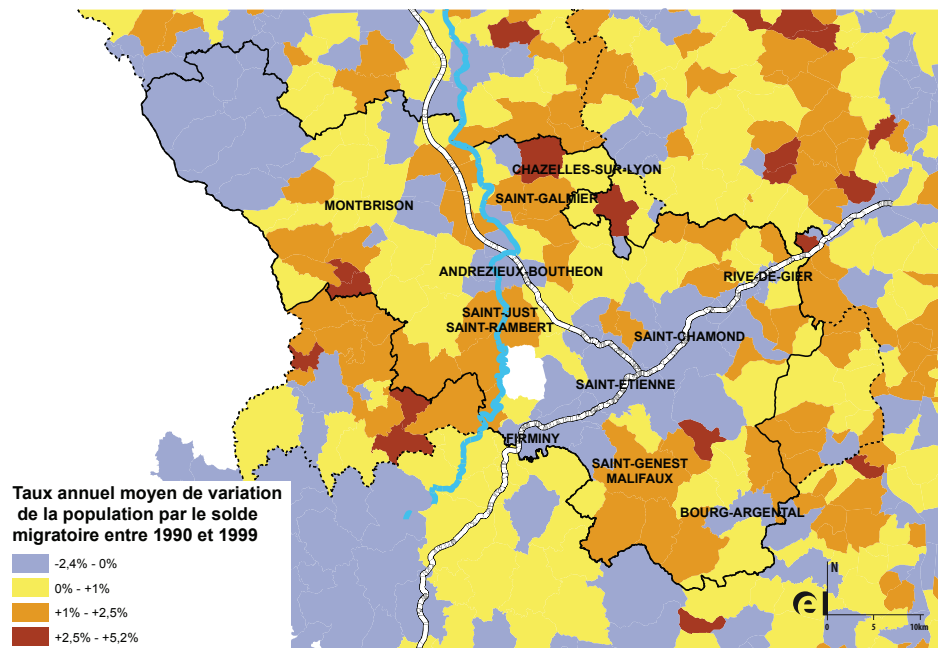 CHAZELLES-SUR-LYON
SAINT-GALMIER
MONTBRISON
ANDREZIEUX-BOUTHEON
RIVE-DE-GIER
SAINT-JUST
SAINT-RAMBERT
SAINT-CHAMOND
SAINT-ETIENNE
FIRMINY
SAINT-GENEST
MALIFAUX
BOURG-ARGENTAL
Taux annuel moyen de variation
de la population par le solde
migratoire entre 1990 et 1999
-2,4% - 0%
0% - +1%
+1% - +2,5%
+2,5% - +5,2%
N
el
0 5 10km